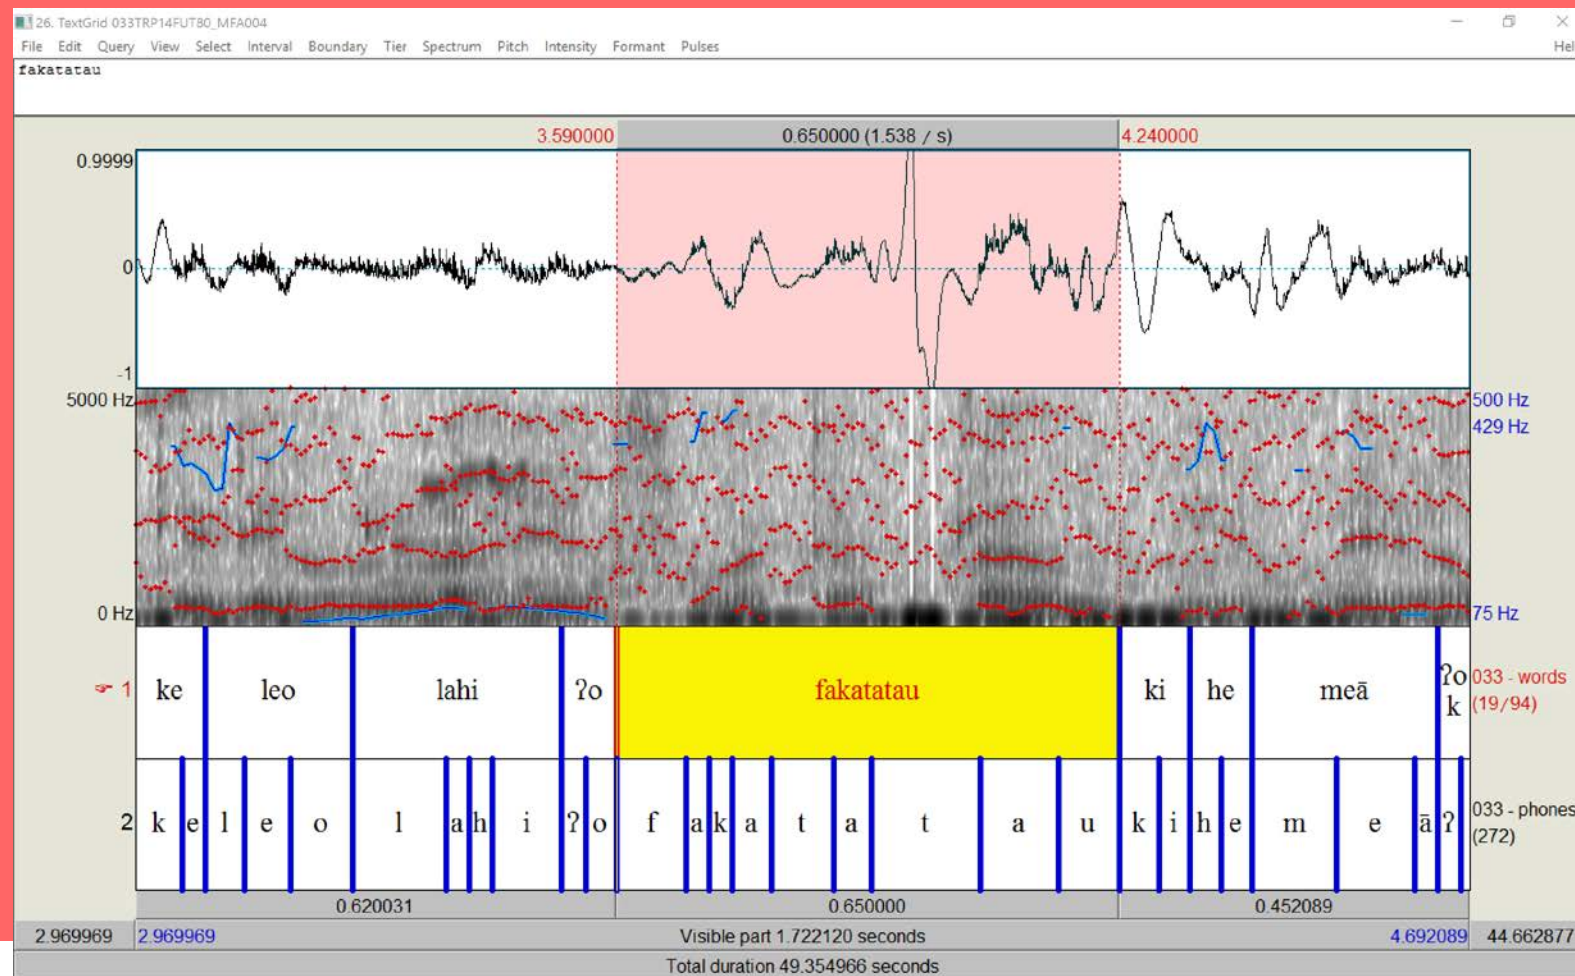 26. TextGrid 033TRP14FUT80_MFA004
File Edit Query View Select Interval Boundary Tier Spectrum Pitch Intensity Formant Pulses Hel
fakatatau
3.590000 0.650000 (1.538 / s) 4.240000
0.9999
0
-1
5000 Hz 500 Hz
429 Hz
0 Hz 75 Hz
1 ke leo lahi ʔo fakatatau ki he meā ʔo k 033 - words (19/94)
2 k e l e o l a h i ʔ o f a k a t a t a u k i h e m e ā ʔ 033 - phones (272)
0.620031 0.650000 0.452089
2.969969 2.969969 Visible part 1.722120 seconds 4.692089 44.662877
Total duration 49.354966 seconds